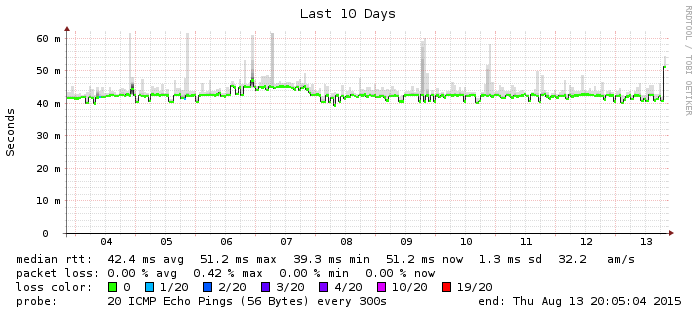 Last 10 Days
RRDTOOL / TOBI OETIKER
Seconds
60 m
50 m
40 m
30 m
20 m
10 m
0
04 05 06 07 08 09 10 11 12 13
median rtt: 42.4 ms avg 51.2 ms max 39.3 ms min 51.2 ms now 1.3 ms sd 32.2 am/s
packet loss: 0.00 % avg 0.42 % max 0.00 % min 0.00 % now
loss color: 0 1/20 2/20 3/20 4/20 10/20 19/20
probe: 20 ICMP Echo Pings (56 Bytes) every 300s end: Thu Aug 13 20:05:04 2015